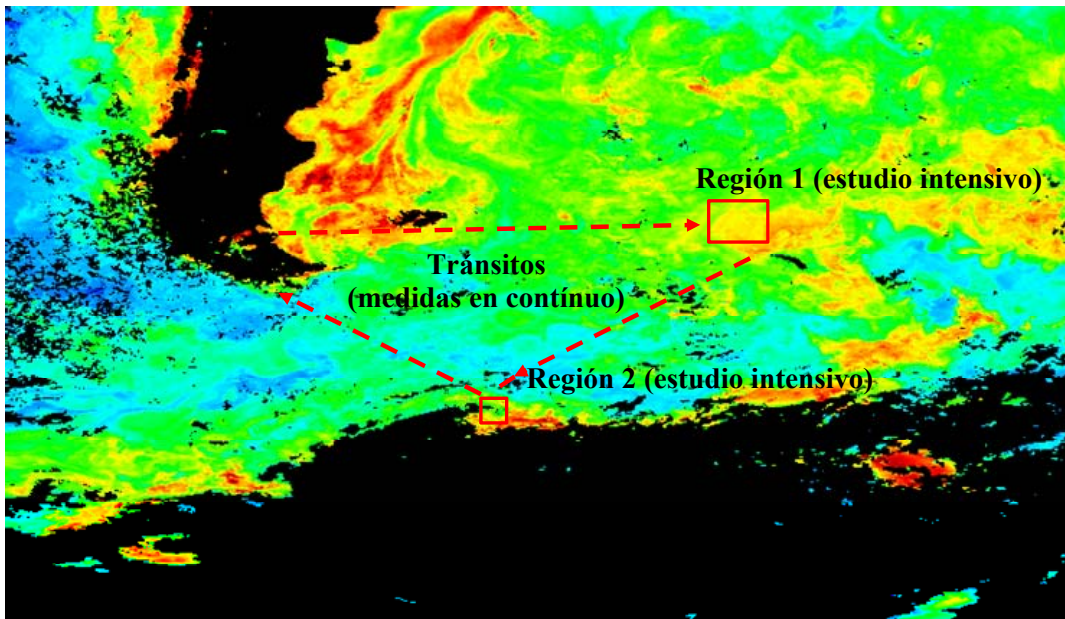 Región 1 (estudio intensivo)
Tránsitos
(medidas en contínuo)
Región 2 (estudio intensivo)